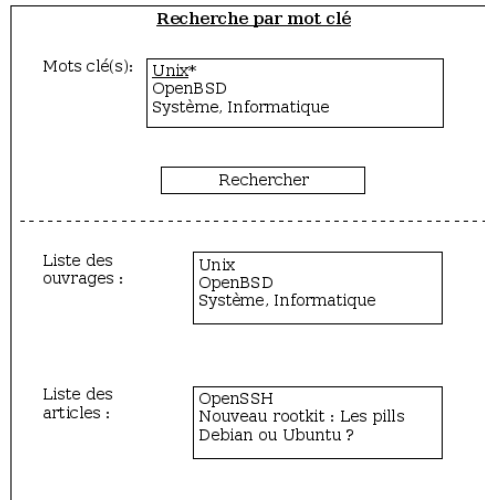 Recherche par mot clé
Mots clé(s):
Unix*
OpenBSD
Système, Informatique
Rechercher
Liste des
ouvrages :
Unix
OpenBSD
Système, Informatique
Liste des
articles :
OpenSSH
Nouveau rootkit : Les pills
Debian ou Ubuntu ?